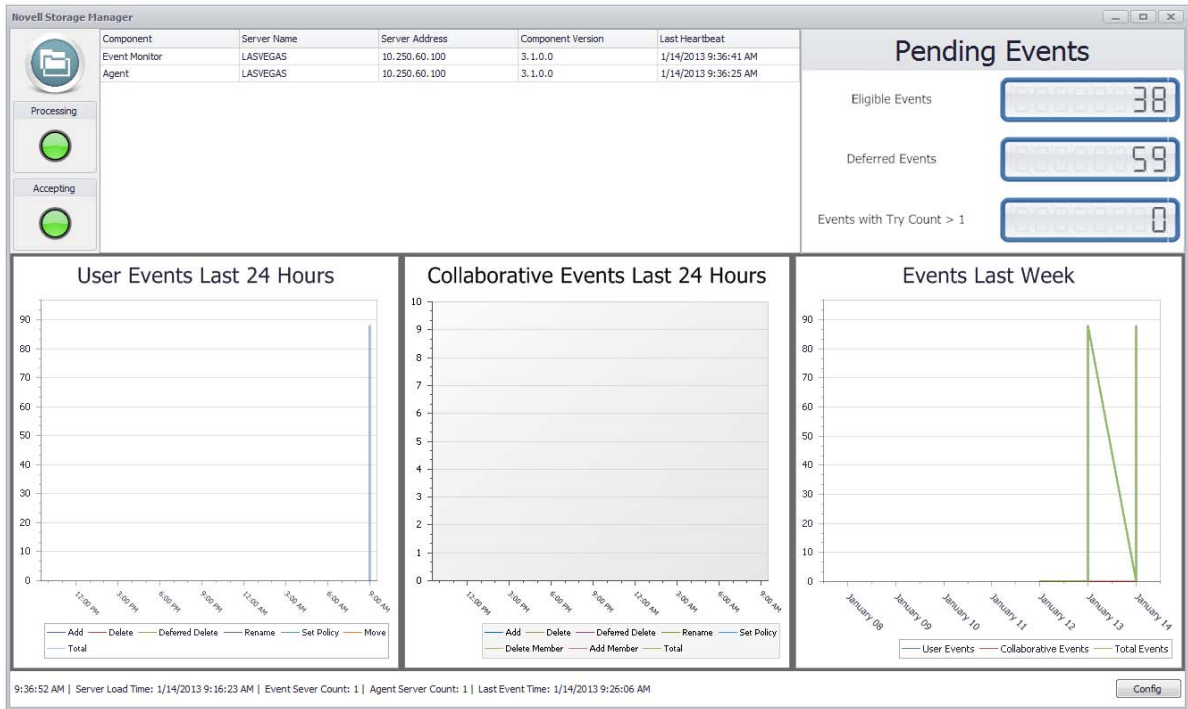 Novell Storage Manager
Component Server Name Server Address Component Version Last Heartbeat
Event Monitor LASVEGAS 10.250.60.100 3.1.0.0 1/14/2013 9:36:41 AM
Agent LASVEGAS 10.250.60.100 3.1.0.0 1/14/2013 9:36:25 AM
Processing
Accepting
Pending Events
Eligible Events 38
Deferred Events 59
Events with Try Count > 1 0
User Events Last 24 Hours
90
80
70
60
50
40
30
20
10
0
12:00 PM 3:00 PM 6:00 PM 9:00 PM 12:00 AM 3:00 AM 6:00 AM 9:00 AM
Add Delete Deferred Delete Rename Set Policy Move
Total
Collaborative Events Last 24 Hours
10
9
8
7
6
5
4
3
2
1
0
12:00 PM 3:00 PM 6:00 PM 9:00 PM 12:00 AM 3:00 AM 6:00 AM 9:00 AM
Add Delete Deferred Delete Rename Set Policy
Delete Member Add Member Total
Events Last Week
90
80
70
60
50
40
30
20
10
0
January 08 January 09 January 10 January 11 January 12 January 13 January 14
User Events Collaborative Events Total Events
9:36:52 AM | Server Load Time: 1/14/2013 9:16:23 AM | Event Sever Count: 1 | Agent Server Count: 1 | Last Event Time: 1/14/2013 9:26:06 AM
Config